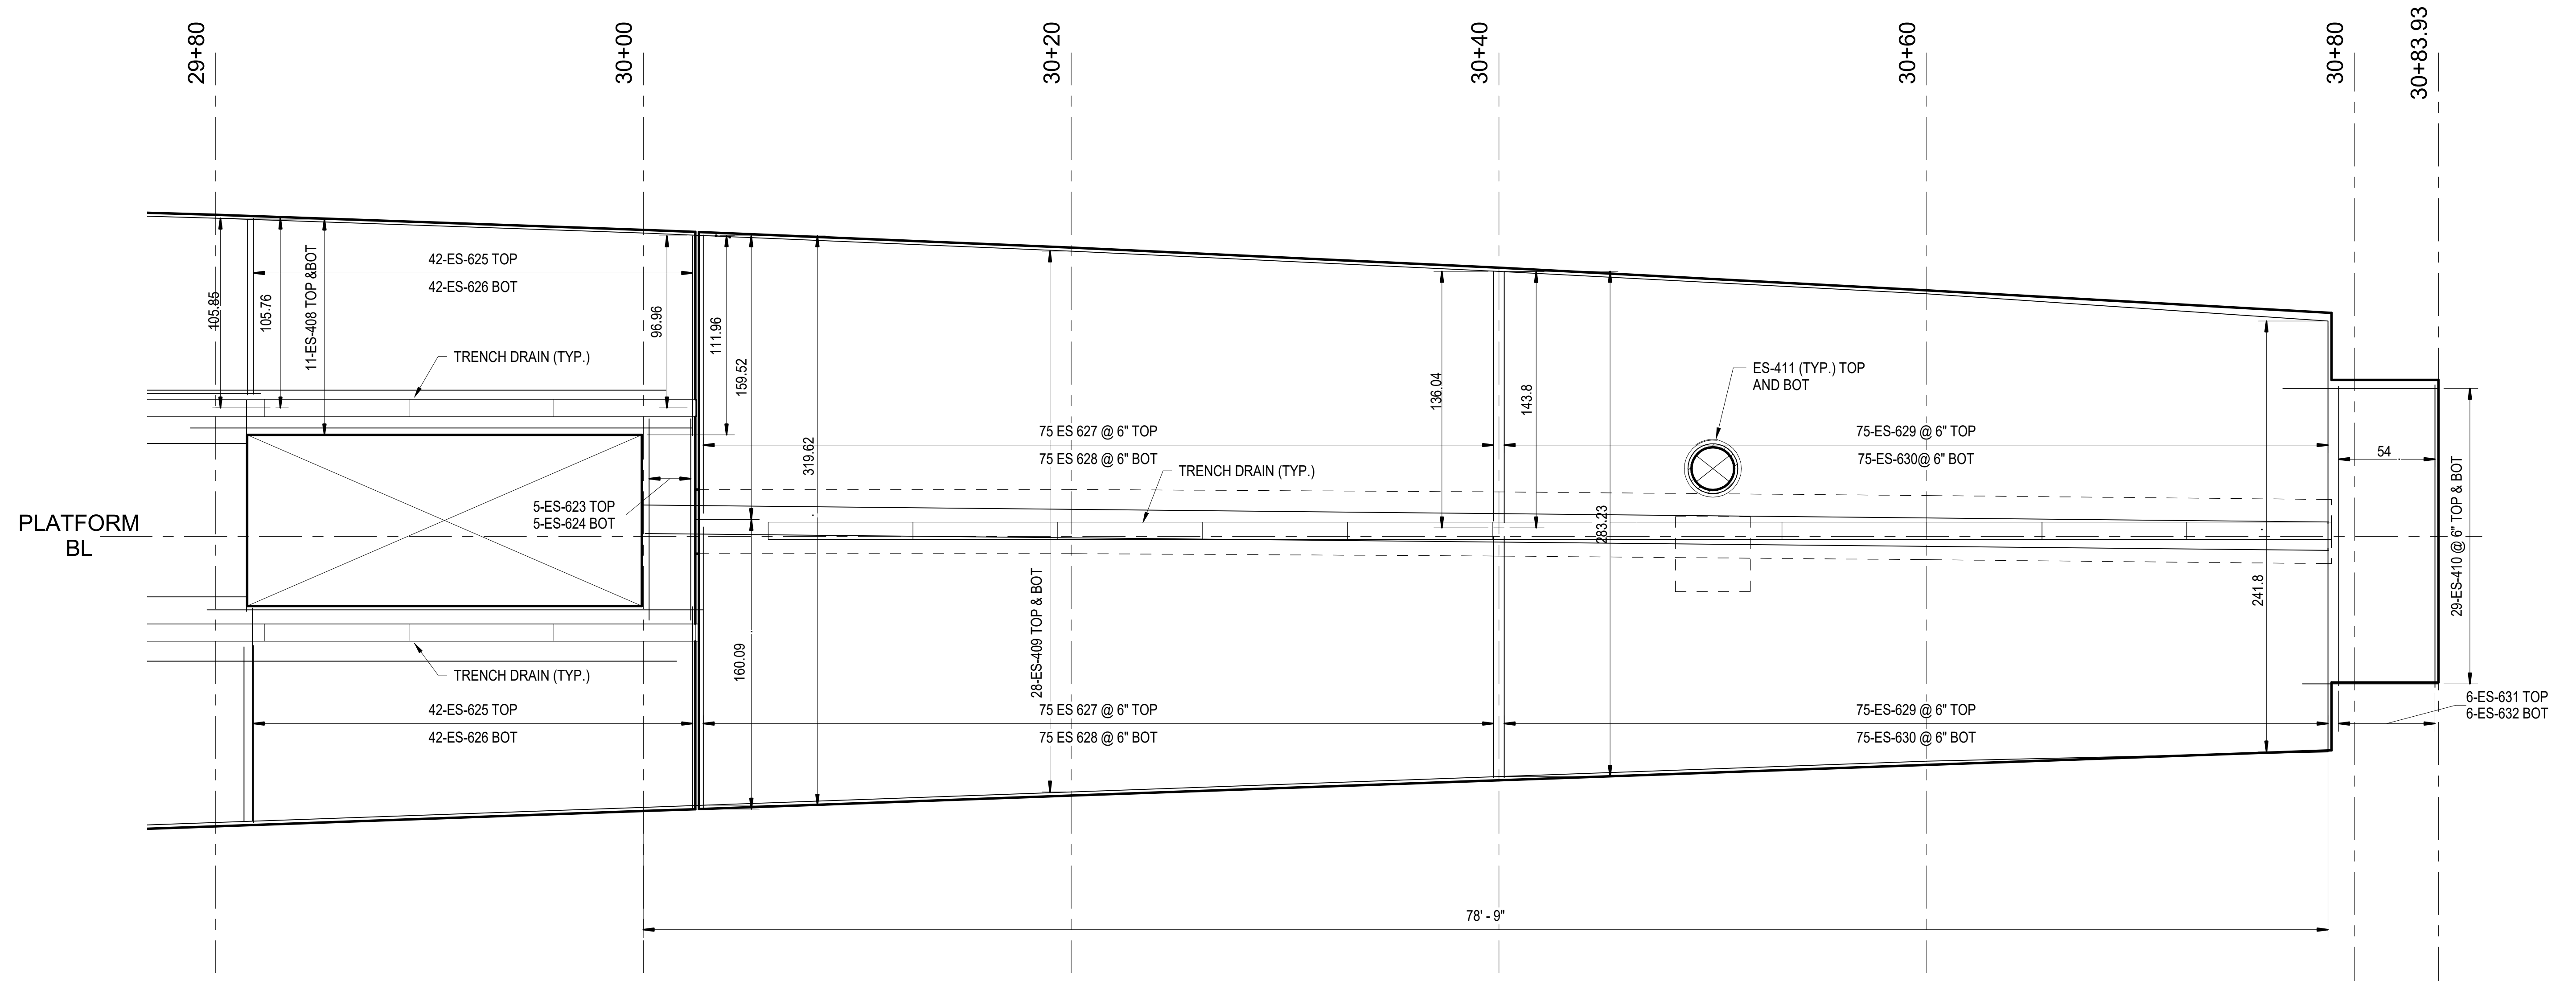 29+80
30+00
30+20
30+40
30+60
30+80
30+83.93
42-ES-625 TOP
42-ES-626 BOT
105.85
105.76
11-ES-408 TOP &BOT
96.96
111.96
159.52
319.62
TRENCH DRAIN (TYP.)
136.04
143.8
ES-411 (TYP.) TOP
AND BOT
75 ES 627 @ 6" TOP
75 ES 628 @ 6" BOT
75-ES-629 @ 6" TOP
75-ES-630@ 6" BOT
TRENCH DRAIN (TYP.)
54
5-ES-623 TOP
5-ES-624 BOT
PLATFORM
BL
283.23
29-ES-410 @ 6" TOP & BOT
241.8
28-ES-409 TOP & BOT
160.09
TRENCH DRAIN (TYP.)
42-ES-625 TOP
42-ES-626 BOT
75 ES 627 @ 6" TOP
75 ES 628 @ 6" BOT
75-ES-629 @ 6" TOP
75-ES-630 @ 6" BOT
6-ES-631 TOP
6-ES-632 BOT
78' - 9"